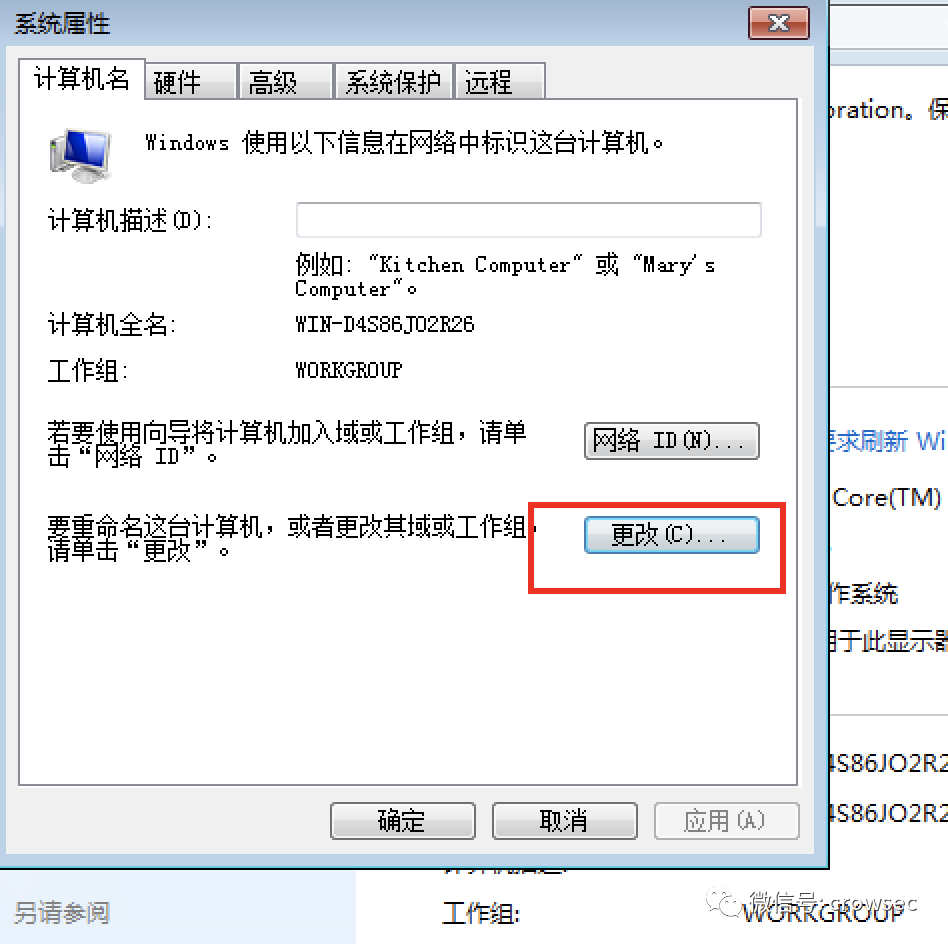 系统属性
计算机名 硬件 高级 系统保护 远程
Windows 使用以下信息在网络中标识这台计算机。
计算机描述(D):
例如: “Kitchen Computer“ 或 “Mary's
Computer“。
计算机全名: WIN-D4S86JO2R26
工作组: WORKGROUP
若要使用向导将计算机加入域或工作组，请单
击“网络 ID”。
网络 ID(N)...
要重命名这台计算机，或者更改其域或工作组，
请单击“更改”。
更改(C)...
确定 取消 应用(A)
oration。保
要求刷新 Wi
Core(TM)
作系统
用于此显示器
4S86JO2R2
4S86JO2R2
另请参阅
工作组: WORKGROUP
微信号: crowsec